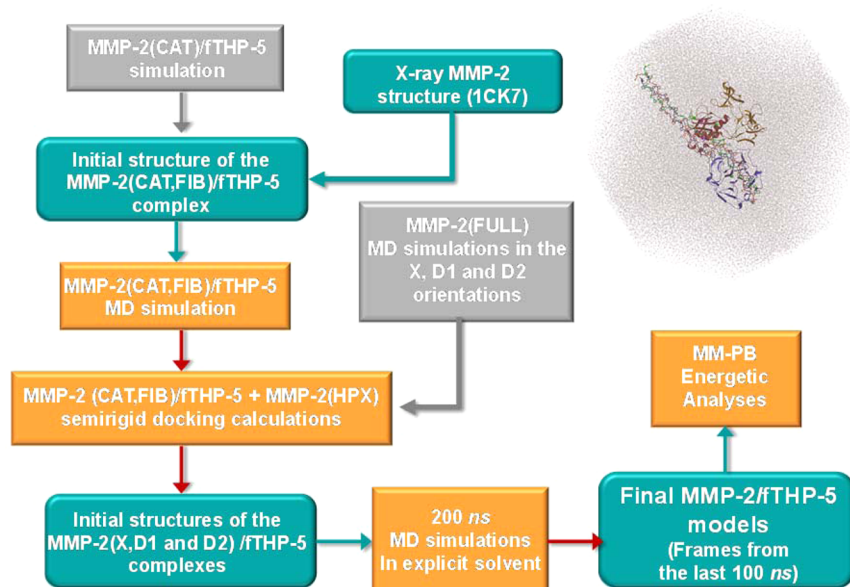 MMP-2(CAT)/fTHP-5
simulation
X-ray MMP-2
structure (1CK7)
Initial structure of the
MMP-2(CAT,FIB)/fTHP-5
complex
MMP-2(FULL)
MD simulations in the
X, D1 and D2
orientations
MMP-2(CAT,FIB)/fTHP-5
MD simulation
MM-PB
Energetic
Analyses
MMP-2 (CAT,FIB)/fTHP-5 + MMP-2(HPX)
semirigid docking calculations
Initial structures of the
MMP-2(X,D1 and D2) /fTHP-5
complexes
200 ns
MD simulations
In explicit solvent
Final MMP-2/fTHP-5
models
(Frames from
the last 100 ns)